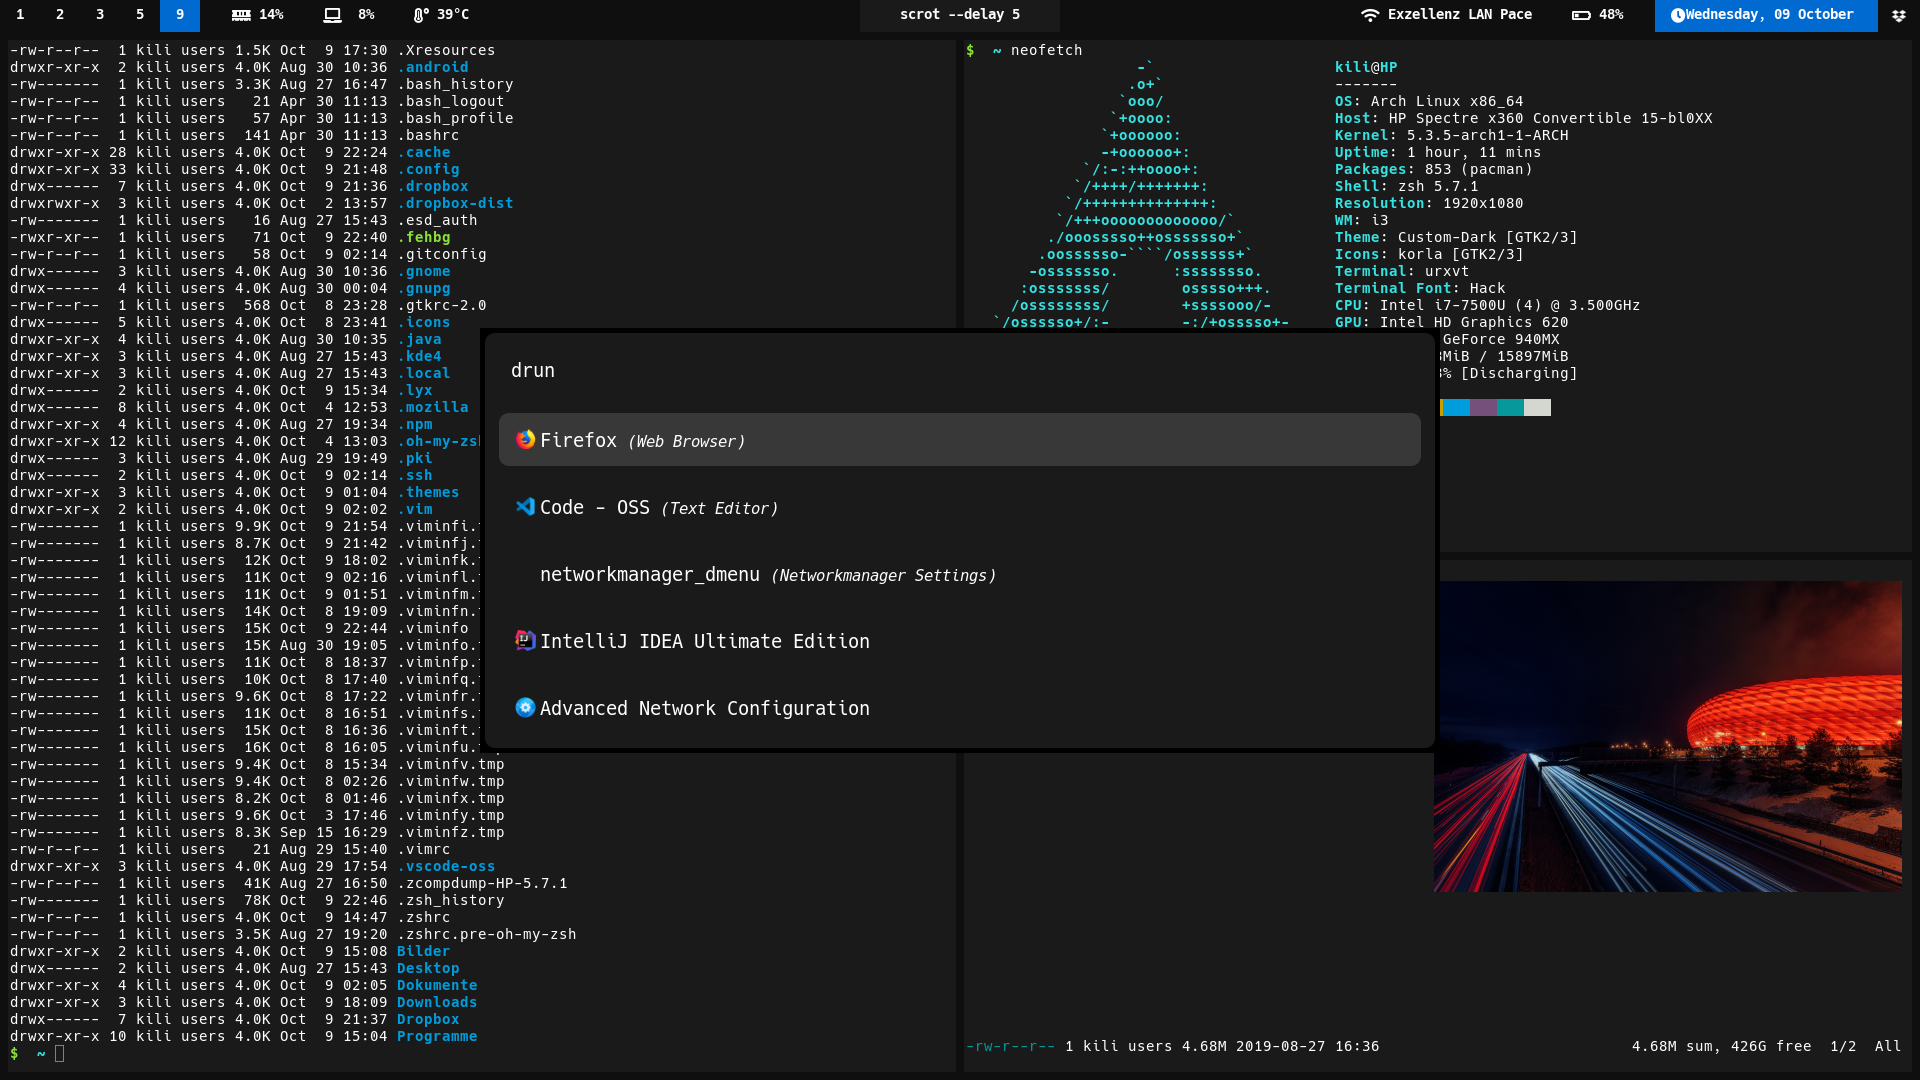 1 2 3 5 9 14% 8% 39°C scrot --delay 5 Exzellenz LAN Pace 48% Wednesday, 09 October
-rw-r--r-- 1 kili users 1.5K Oct 9 17:30 .Xresources
drwxr-xr-x 2 kili users 4.0K Aug 30 10:36 .android
-rw------- 1 kili users 3.3K Aug 27 16:47 .bash_history
-rw-r--r-- 1 kili users 21 Apr 30 11:13 .bash_logout
-rw-r--r-- 1 kili users 57 Apr 30 11:13 .bash_profile
-rw-r--r-- 1 kili users 141 Apr 30 11:13 .bashrc
drwxr-xr-x 28 kili users 4.0K Oct 9 22:24 .cache
drwxr-xr-x 33 kili users 4.0K Oct 9 21:48 .config
drwx------ 7 kili users 4.0K Oct 9 21:36 .dropbox
drwxrwxr-x 3 kili users 4.0K Oct 2 13:57 .dropbox-dist
-rw------- 1 kili users 16 Aug 27 15:43 .esd_auth
-rwxr-xr-x 1 kili users 71 Oct 9 22:40 .fehbg
-rw-r--r-- 1 kili users 58 Oct 9 02:14 .gitconfig
drwx------ 3 kili users 4.0K Aug 30 10:36 .gnome
drwx------ 4 kili users 4.0K Aug 30 00:04 .gnupg
-rw-r--r-- 1 kili users 568 Oct 8 23:28 .gtkrc-2.0
drwx------ 5 kili users 4.0K Oct 8 23:41 .icons
drwxr-xr-x 4 kili users 4.0K Aug 30 10:35 .java
drwx------ 3 kili users 4.0K Aug 27 15:43 .kde4
drwxr-xr-x 3 kili users 4.0K Aug 27 15:43 .local
drwx------ 2 kili users 4.0K Oct 9 15:34 .lyx
drwx------ 8 kili users 4.0K Oct 4 12:53 .mozilla
drwxr-xr-x 4 kili users 4.0K Aug 27 19:34 .npm
drwxr-xr-x 12 kili users 4.0K Oct 4 13:03 .oh-my-zsh
drwx------ 3 kili users 4.0K Aug 29 19:49 .pki
drwx------ 2 kili users 4.0K Oct 9 02:14 .ssh
drwxr-xr-x 3 kili users 4.0K Oct 9 01:04 .themes
drwxr-xr-x 2 kili users 4.0K Oct 9 02:02 .vim
-rw------- 1 kili users 9.9K Oct 9 21:54 .viminfi.
-rw------- 1 kili users 8.7K Oct 9 21:42 .viminfj.
-rw------- 1 kili users 12K Oct 9 18:02 .viminfk.
-rw------- 1 kili users 11K Oct 9 02:16 .viminfl.
-rw------- 1 kili users 11K Oct 9 01:51 .viminfm.
-rw------- 1 kili users 14K Oct 8 19:09 .viminfn.
-rw------- 1 kili users 15K Oct 9 22:44 .viminfo
-rw------- 1 kili users 15K Aug 30 19:05 .viminfo.
-rw------- 1 kili users 11K Oct 8 18:37 .viminfp.
-rw------- 1 kili users 10K Oct 8 17:40 .viminfq.
-rw------- 1 kili users 9.6K Oct 8 17:22 .viminfr.
-rw------- 1 kili users 11K Oct 8 16:51 .viminfs.
-rw------- 1 kili users 15K Oct 8 16:36 .viminft.
-rw------- 1 kili users 16K Oct 8 16:05 .viminfu.
-rw------- 1 kili users 9.4K Oct 8 15:34 .viminfv.tmp
-rw------- 1 kili users 9.4K Oct 8 02:26 .viminfw.tmp
-rw------- 1 kili users 8.2K Oct 8 01:46 .viminfx.tmp
-rw------- 1 kili users 9.6K Oct 3 17:46 .viminfy.tmp
-rw------- 1 kili users 8.3K Sep 15 16:29 .viminfz.tmp
-rw-r--r-- 1 kili users 21 Aug 29 15:40 .vimrc
drwxr-xr-x 3 kili users 4.0K Aug 29 17:54 .vscode-oss
-rw-r--r-- 1 kili users 41K Aug 27 16:50 .zcompdump-HP-5.7.1
-rw------- 1 kili users 78K Oct 9 22:46 .zsh_history
-rw-r--r-- 1 kili users 4.0K Oct 9 14:47 .zshrc
-rw-r--r-- 1 kili users 3.5K Aug 27 19:20 .zshrc.pre-oh-my-zsh
drwxr-xr-x 2 kili users 4.0K Oct 9 15:08 Bilder
drwx------ 2 kili users 4.0K Aug 27 15:43 Desktop
drwxr-xr-x 4 kili users 4.0K Oct 9 02:05 Dokumente
drwxr-xr-x 3 kili users 4.0K Oct 9 18:09 Downloads
drwx------ 7 kili users 4.0K Oct 9 21:37 Dropbox
drwxr-xr-x 10 kili users 4.0K Oct 9 15:04 Programme
$ ~
$ ~ neofetch
-` kili@HP
.o+` -------
`ooo/ OS: Arch Linux x86_64
`+oooo: Host: HP Spectre x360 Convertible 15-bl0XX
`+oooooo: Kernel: 5.3.5-arch1-1-ARCH
-+oooooo+: Uptime: 1 hour, 11 mins
`/:-:++oooo+: Packages: 853 (pacman)
`/++++/+++++++: Shell: zsh 5.7.1
`/++++++++++++++: Resolution: 1920x1080
`/+++ooooooooooooo/` WM: i3
./ooosssso++osssssso+` Theme: Custom-Dark [GTK2/3]
.oossssso-````/ossssss+` Icons: korla [GTK2/3]
-osssssso. :ssssssso. Terminal: urxvt
:osssssss/ osssso+++. Terminal Font: Hack
/ossssssss/ +ssssooo/- CPU: Intel i7-7500U (4) @ 3.500GHz
`/ossssso+/:- -:/+osssso+- GPU: Intel HD Graphics 620
GeForce 940MX
MiB / 15897MiB
% [Discharging]
drun
Firefox (Web Browser)
Code - OSS (Text Editor)
networkmanager_dmenu (Networkmanager Settings)
IntelliJ IDEA Ultimate Edition
Advanced Network Configuration
-rw-r--r-- 1 kili users 4.68M 2019-08-27 16:36 4.68M sum, 426G free 1/2 All